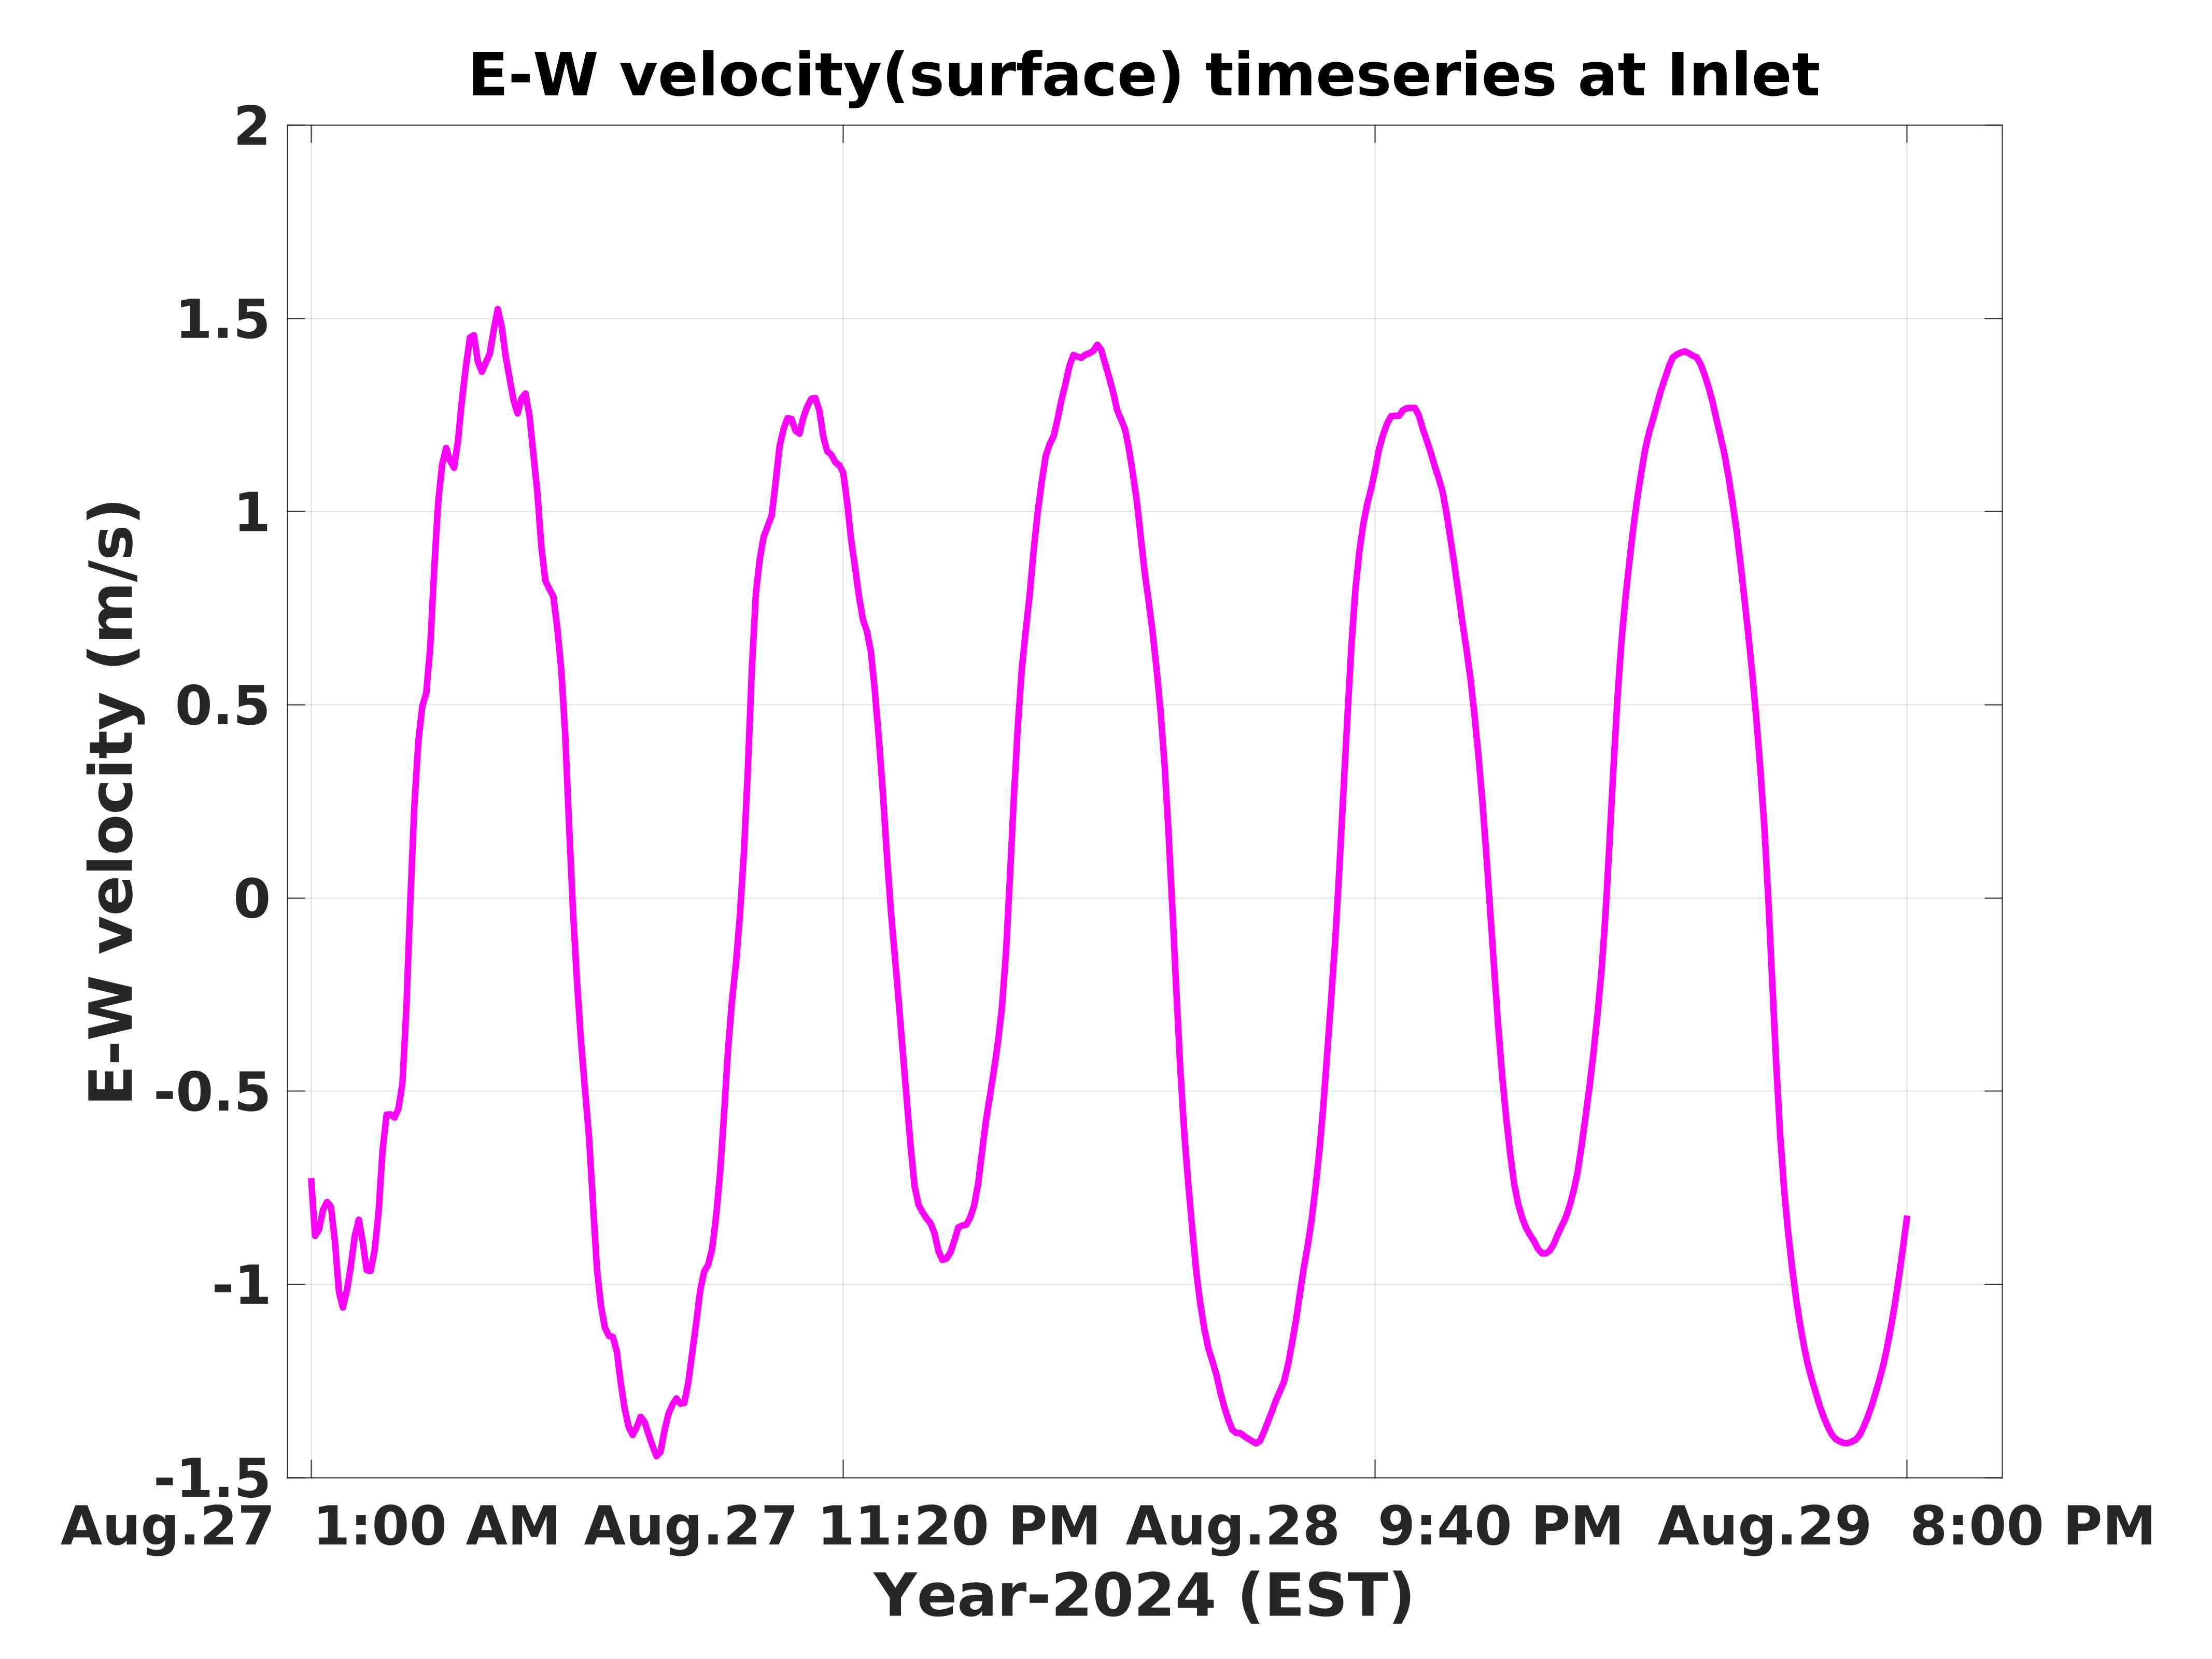 E-W velocity(surface) timeseries at Inlet
2
1.5
1
0.5
0
-0.5
-1
-1.5
E-W velocity (m/s)
Aug.27 1:00 AM Aug.27 11:20 PM Aug.28 9:40 PM Aug.29 8:00 PM
Year-2024 (EST)